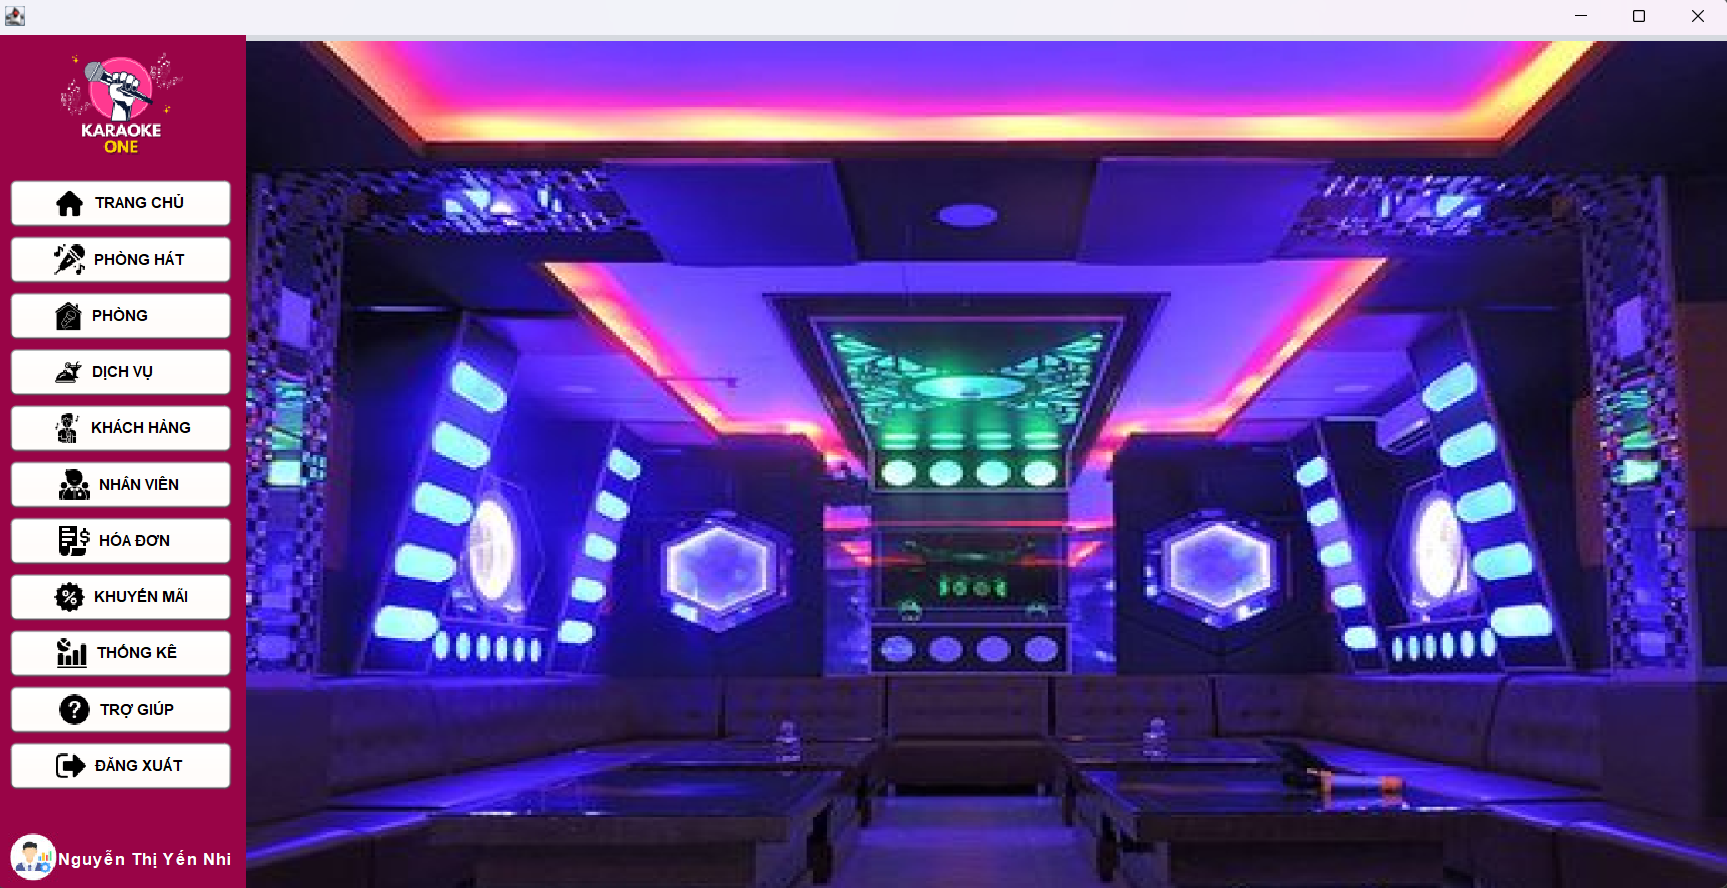 KARAOKE
ONE
TRANG CHỦ
PHÒNG HÁT
PHÒNG
DỊCH VỤ
KHÁCH HÀNG
NHÂN VIÊN
HÓA ĐƠN
KHUYẾN MÃI
THỐNG KÊ
TRỢ GIÚP
ĐĂNG XUẤT
Nguyễn Thị Yến Nhi